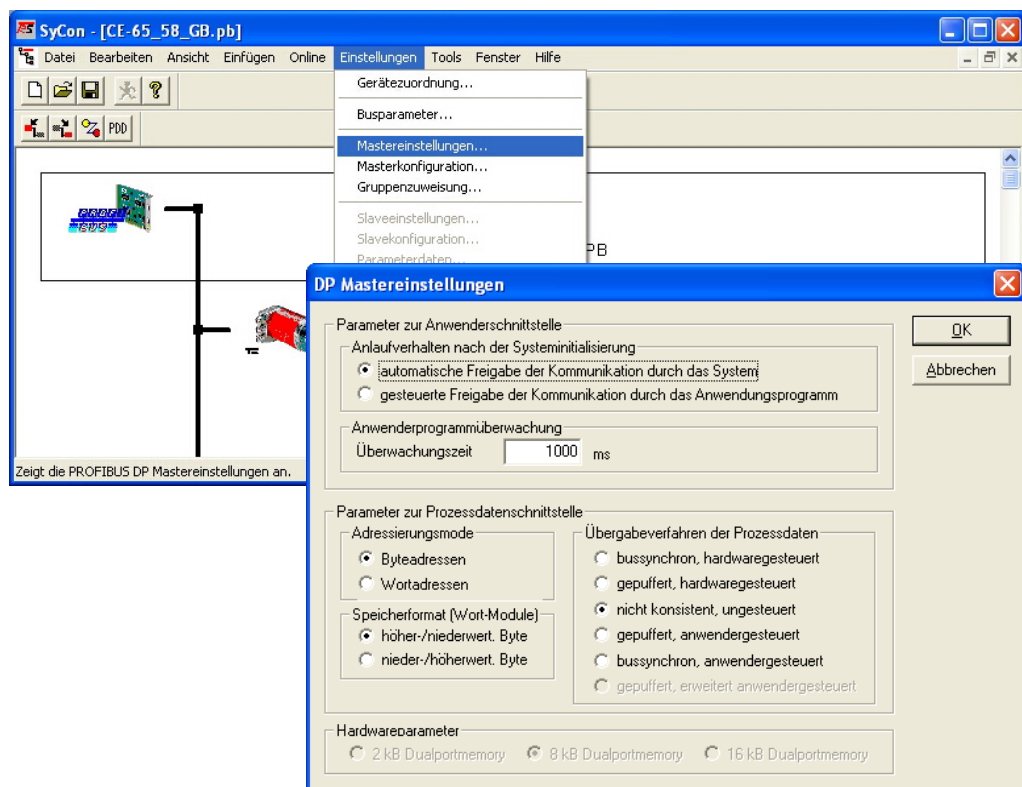 SyCon - [CE-65_58_GB.pb]
Datei Bearbeiten Ansicht Einfügen Online Einstellungen Tools Fenster Hilfe
PDD
Gerätezuordnung...
Busparameter...
Mastereinstellungen...
Masterkonfiguration...
Gruppenzuweisung...
Slaveeinstellungen...
Slavekonfiguration...
Parameterdaten...
PB
Zeigt die PROFIBUS DP Mastereinstellungen an.
DP Mastereinstellungen
Parameter zur Anwenderschnittstelle
Anlaufverhalten nach der Systeminitialisierung
automatische Freigabe der Kommunikation durch das System
gesteuerte Freigabe der Kommunikation durch das Anwendungsprogramm
Anwenderprogrammüberwachung
Überwachungszeit 1000 ms
OK
Abbrechen
Parameter zur Prozessdatenschnittstelle
Adressierungsmode
Byteadressen
Wortadressen
Speicherformat (Wort-Module)
höher-/niederwert. Byte
nieder-/höherwert. Byte
Übergabeverfahren der Prozessdaten
bussynchron, hardwaregesteuert
gepuffert, hardwaregesteuert
nicht konsistent, ungesteuert
gepuffert, anwendergesteuert
bussynchron, anwendergesteuert
gepuffert, erweitert anwendergesteuert
Hardwareparameter
2 kB Dualportmemory 8 kB Dualportmemory 16 kB Dualportmemory